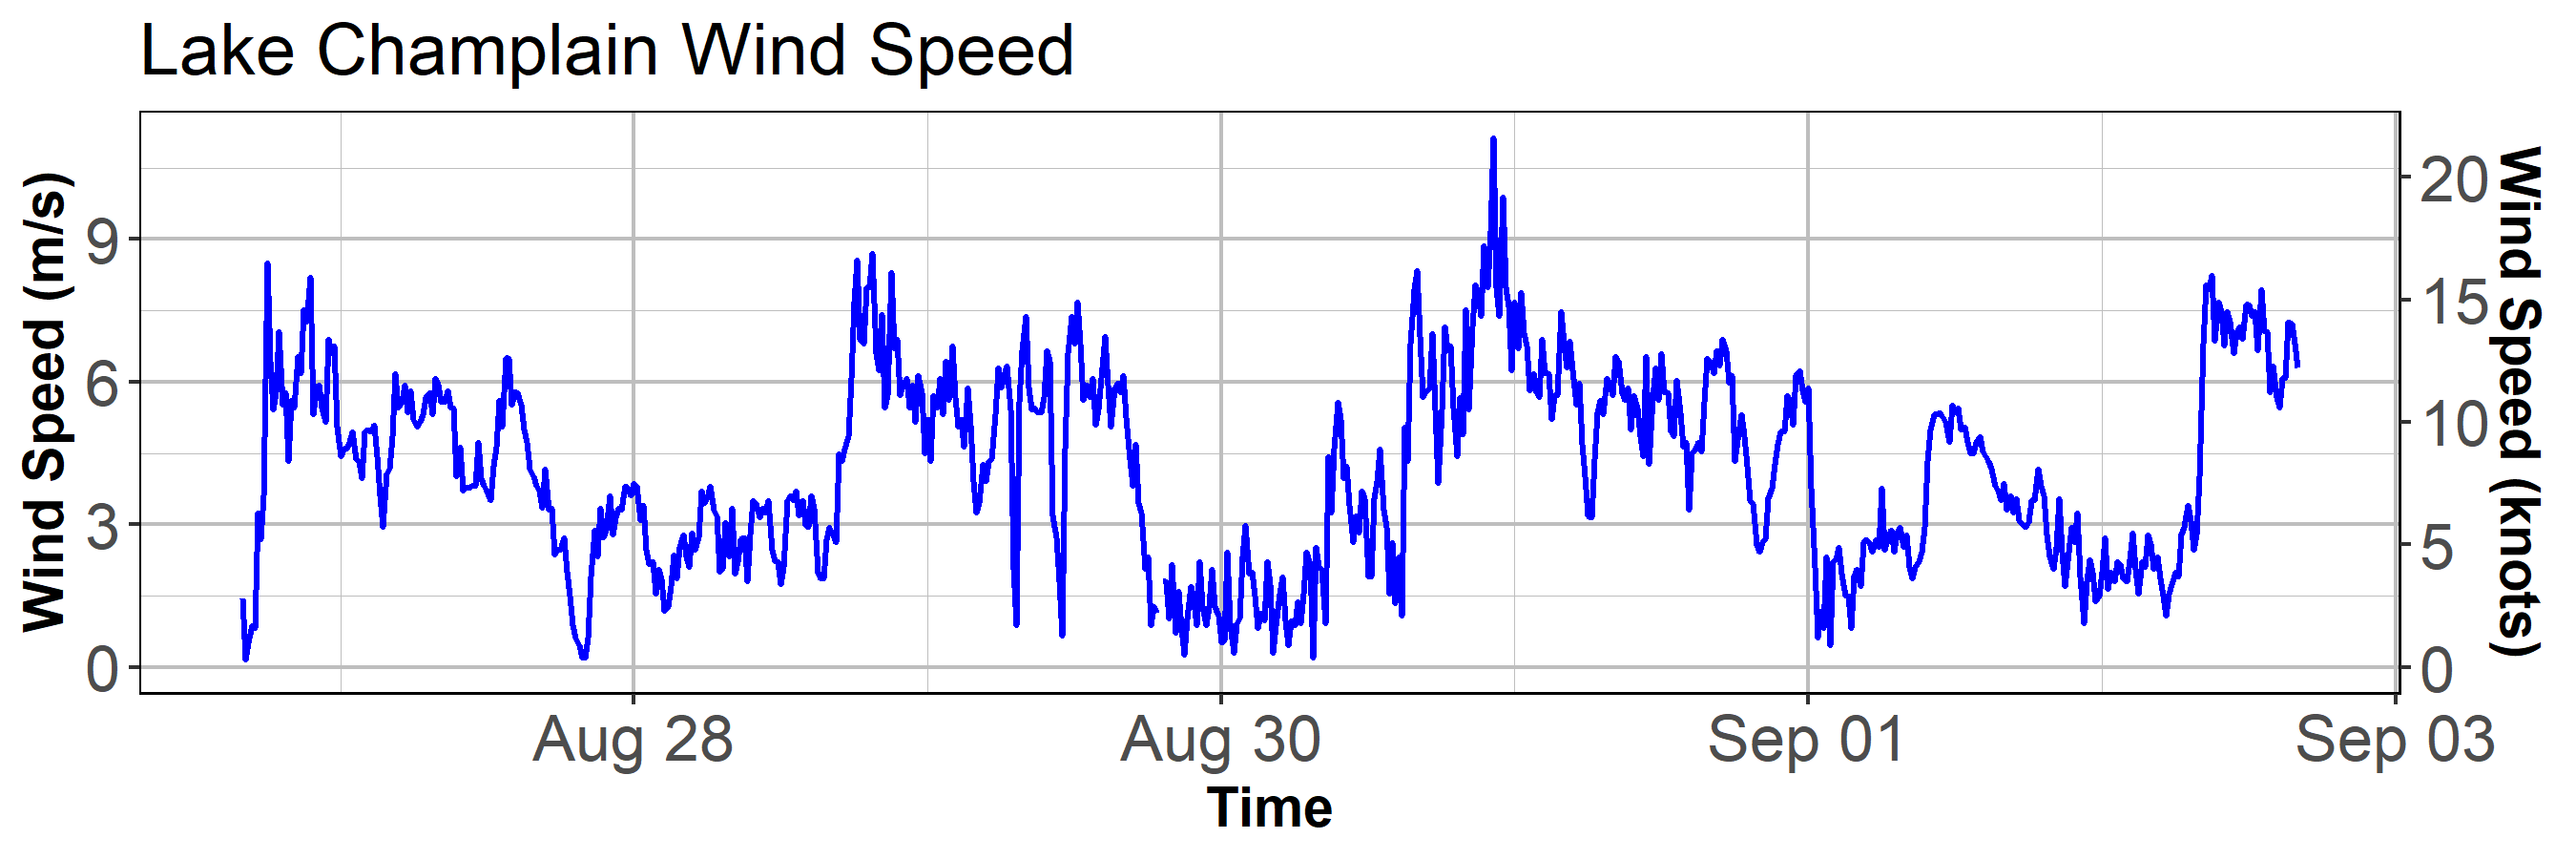 Lake Champlain Wind Speed
Wind Speed (m/s)
9
6
3
0
20
15
10
5
0
Wind Speed (knots)
Aug 28
Aug 30
Sep 01
Sep 03
Time